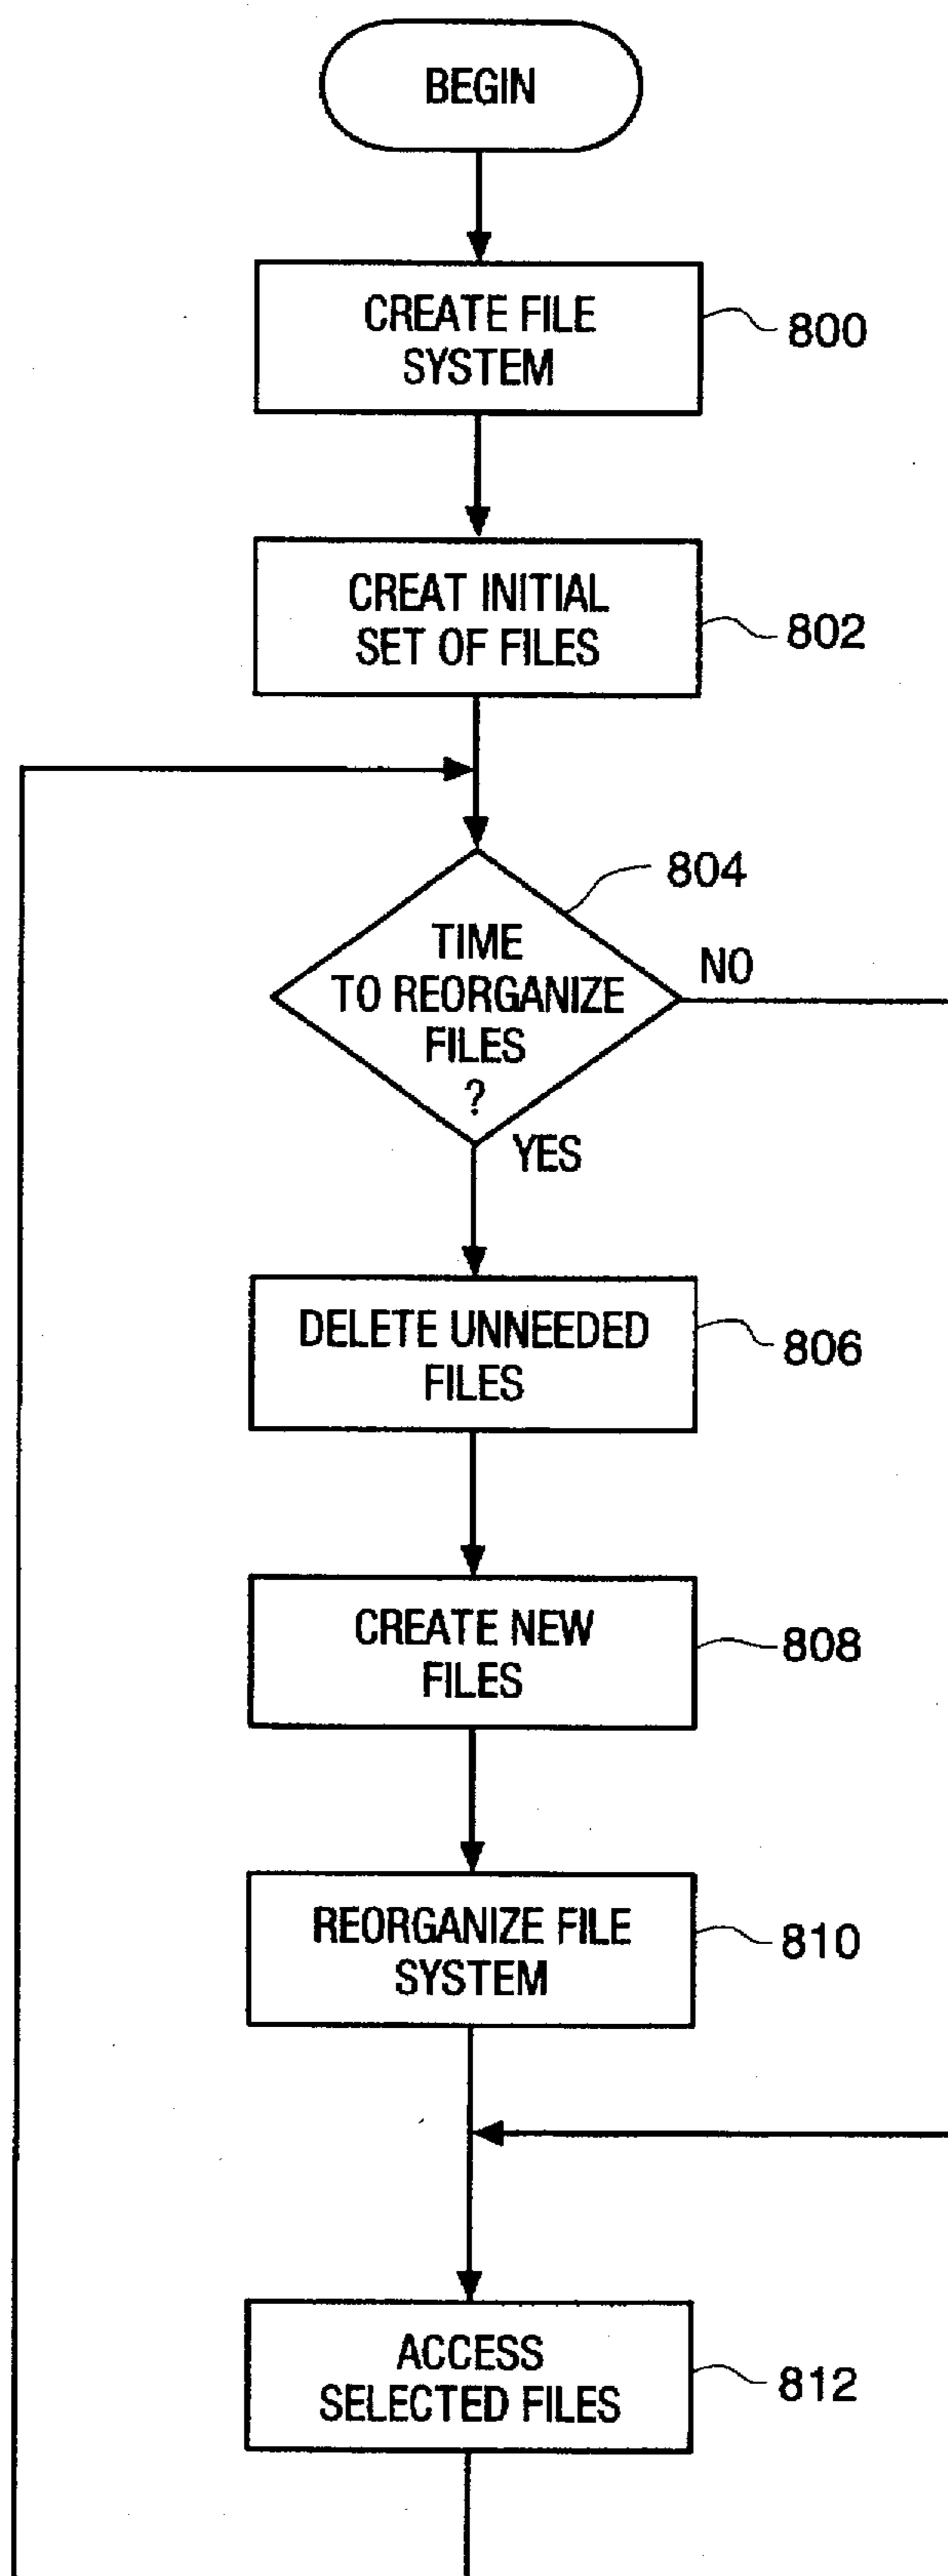 BEGIN
CREATE FILE
SYSTEM
800
CREAT INITIAL
SET OF FILES
802
804
TIME
TO REORGANIZE
FILES
?
NO
YES
DELETE UNNEEDED
FILES
806
CREATE NEW
FILES
808
REORGANIZE FILE
SYSTEM
810
ACCESS
SELECTED FILES
812